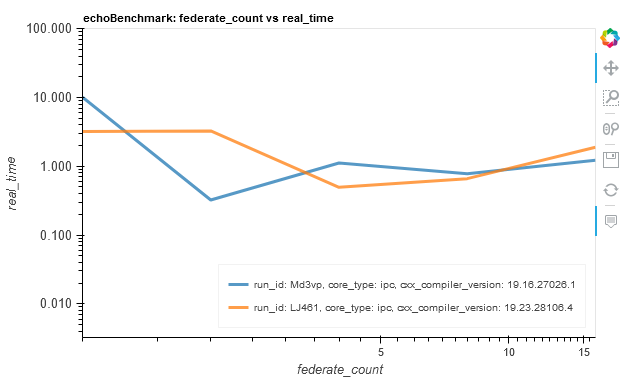 echoBenchmark: federate_count vs real_time
100.000
10.000
1.000
0.100
0.010
real_time
run_id: Md3vp, core_type: ipc, cxx_compiler_version: 19.16.27026.1
run_id: LJ461, core_type: ipc, cxx_compiler_version: 19.23.28106.4
5
10
15
federate_count